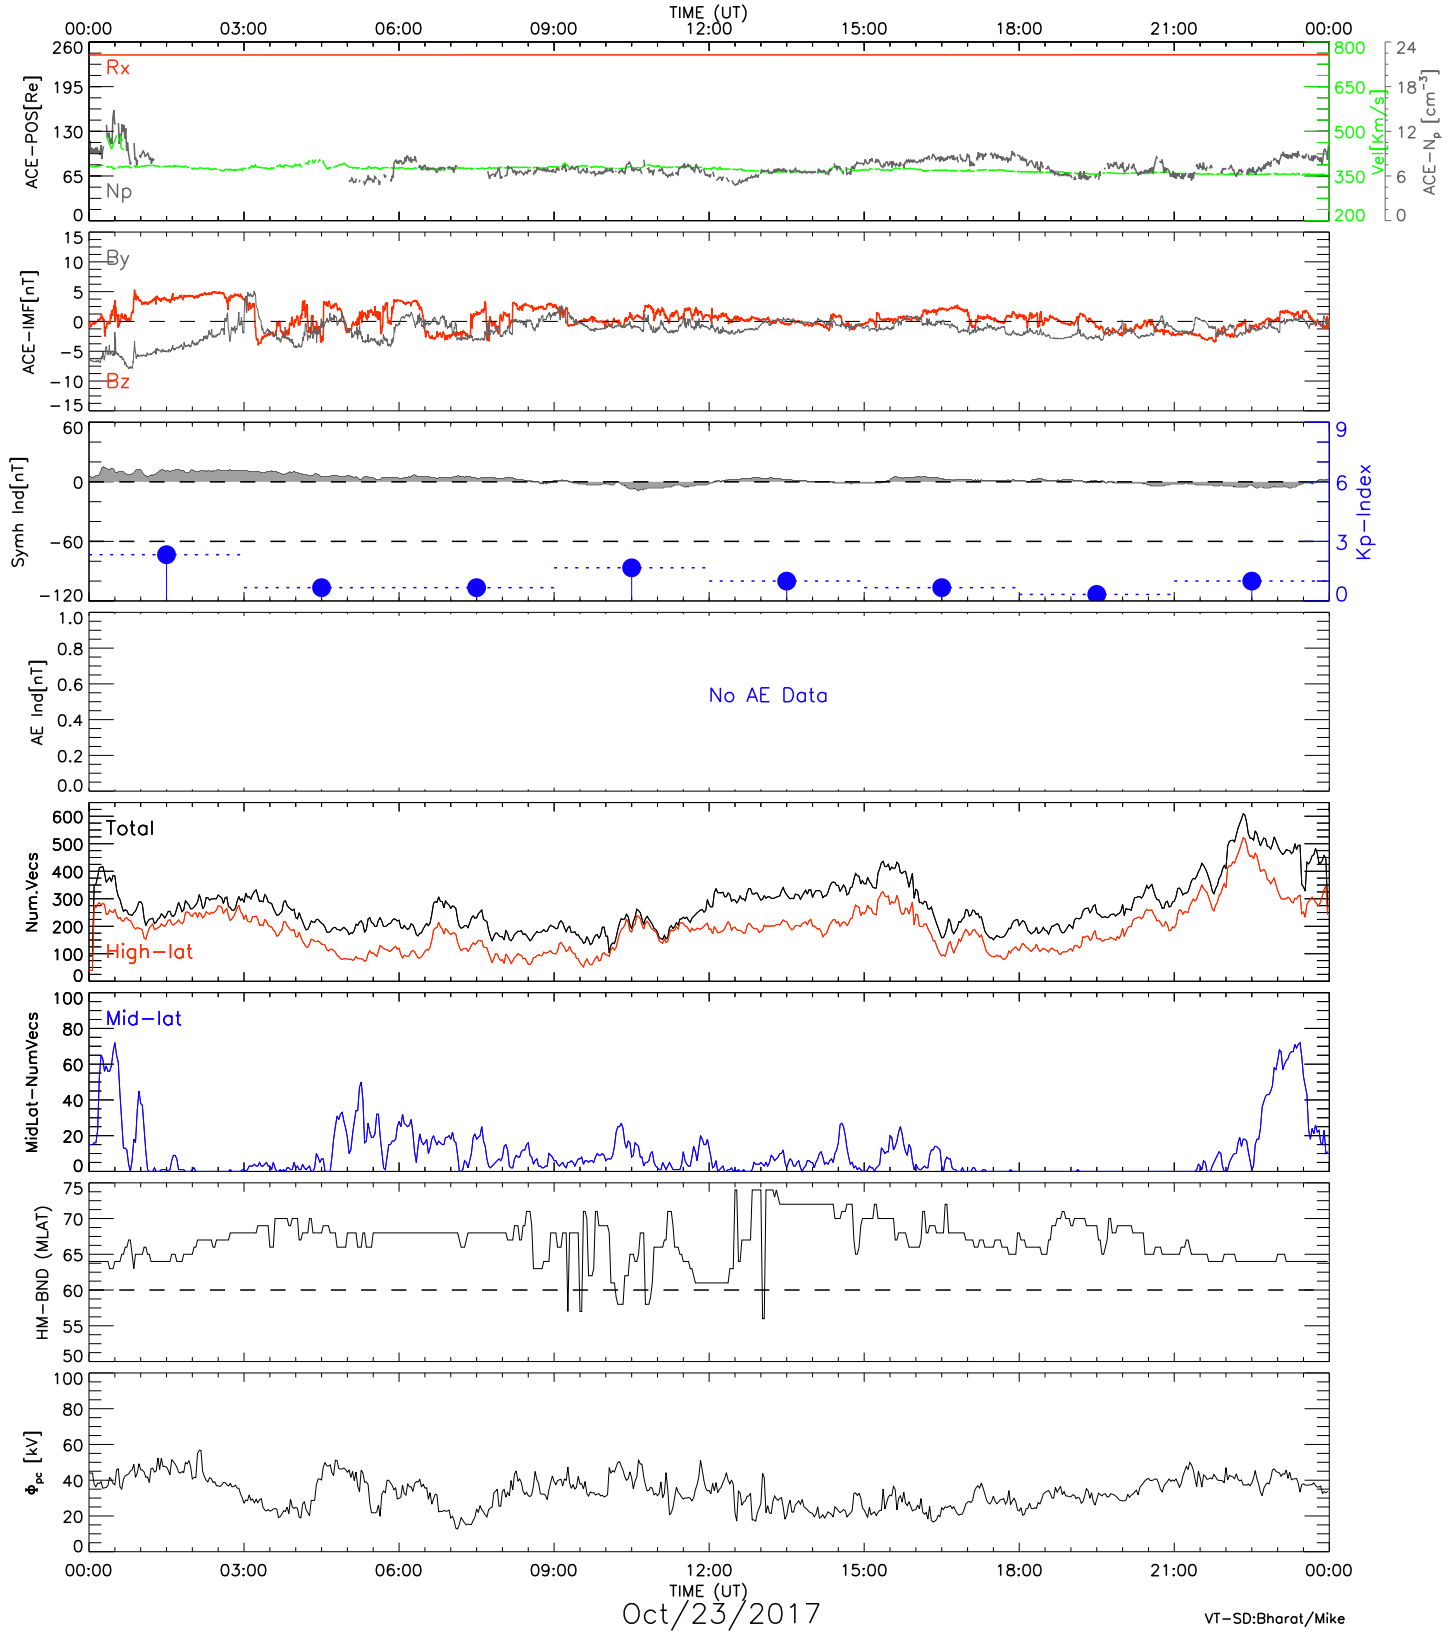 TIME (UT)
00:00 03:00 06:00 09:00 12:00 15:00 18:00 21:00 00:00
260 195 130 65 0
ACE-POS[Re]
Rx
Np
800 650 500 350 200
Vel[Km/s]
24 18 12 6 0
ACE-Np [cm-3]
15 10 5 0 -5 -10 -15
ACE-IMF[nT]
By
Bz
60 0 -60 -120
Symh Ind[nT]
9 6 3 0
Kp-Index
1.0 0.8 0.6 0.4 0.2 0.0
AE Ind[nT]
No AE Data
600 500 400 300 200 100 0
Num.Vecs
Total
High-lat
100 80 60 40 20 0
MidLat-NumVecs
Mid-lat
75 70 65 60 55 50
HM-BND (MLAT)
100 80 60 40 20 0
Φpc [kV]
00:00 03:00 06:00 09:00 12:00 15:00 18:00 21:00 00:00
TIME (UT)
Oct/23/2017
VT-SD:Bharat/Mike